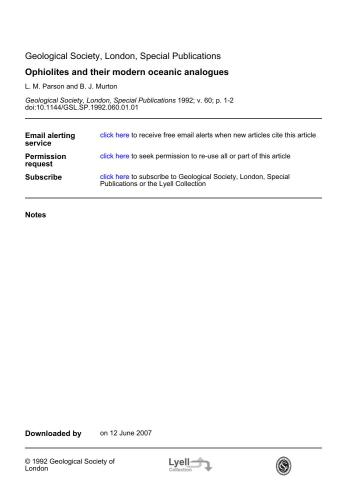 Geological Society, London, Special Publications
Ophiolites and their modern oceanic analogues
L. M. Parson and B. J. Murton
Geological Society, London, Special Publications 1992; v. 60; p. 1-2
doi:10.1144/GSL.SP.1992.060.01.01
Email alerting service
click here to receive free email alerts when new articles cite this article
Permission request
click here to seek permission to re-use all or part of this article
Subscribe
click here to subscribe to Geological Society, London, Special
Publications or the Lyell Collection
Notes
Downloaded by
on 12 June 2007
© 1992 Geological Society of
London
Lyell
Collection